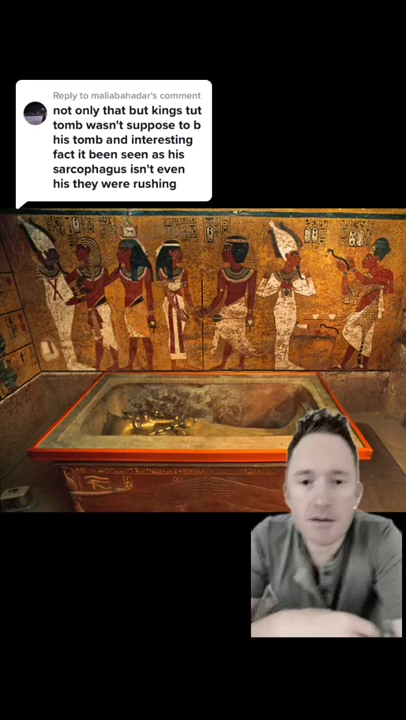 Reply to maliabahadar's comment
not only that but kings tut
tomb wasn't suppose to b
his tomb and interesting
fact it been seen as his
sarcophagus isn't even
his they were rushing